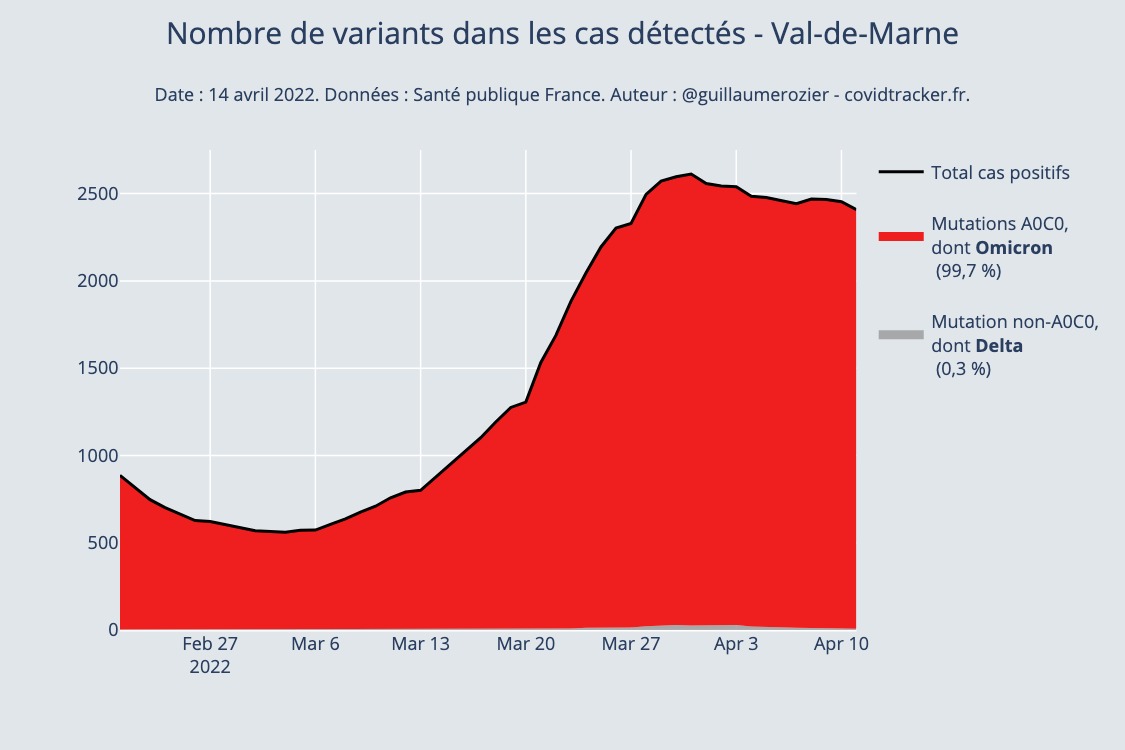 Nombre de variants dans les cas détectés - Val-de-Marne
Date : 14 avril 2022. Données : Santé publique France. Auteur : @guillaumerozier - covidtracker.fr.
Total cas positifs
Mutations A0C0,
dont Omicron
(99,7 %)
Mutation non-A0C0,
dont Delta
(0,3 %)
2500
2000
1500
1000
500
0
Feb 27
2022
Mar 6
Mar 13
Mar 20
Mar 27
Apr 3
Apr 10